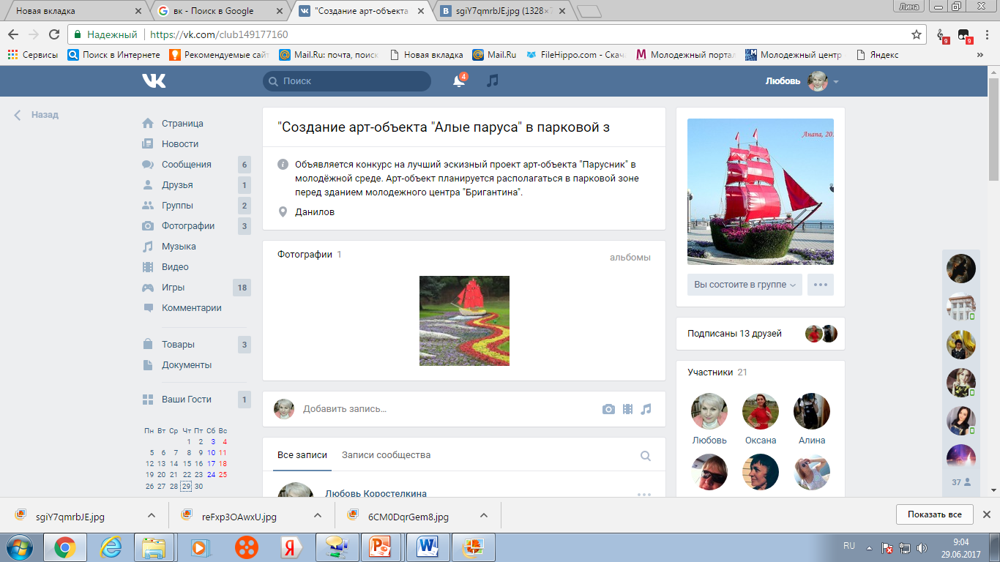 Новая вкладка
вк - Поиск в Google
"Создание арт-объекта
sgiY7qmrbJE.jpg (1328×
Лина
Надежный
https://vk.com/club149177160
9
9
Сервисы
Поиск в Интернете
Рекомендуемые сайт
Mail.Ru: почта, поиск
Новая вкладка
Mail.Ru
FileHippo.com - Скача
Молодежный портал
Молодежный центр
Яндекс
»
Поиск
4
Любовь
Назад
Страница
Новости
Сообщения 6
Друзья 1
Группы 2
Фотографии 3
Музыка
Видео
Игры 18
Комментарии
Товары 3
Документы
Ваши Гости 1
Пн Вт Ср Чт Пт Сб Вс
1 2 3 4
5 6 7 8 9 10 11
12 13 14 15 16 17 18
19 20 21 22 23 24 25
26 27 28 29 30
"Создание арт-объекта "Алые паруса" в парковой з
Объявляется конкурс на лучший эскизный проект арт-объекта "Парусник" в
молодёжной среде. Арт-объект планируется располагаться в парковой зоне
перед зданием молодежного центра "Бригантина".
Данилов
Фотографии 1
альбомы
Добавить запись...
Все записи
Записи сообщества
Любовь Коростелкина
Анапа, 20
Вы состоите в группе
Подписаны 13 друзей
Участники 21
Любовь
Оксана
Алина
37
sgiY7qmrbJE.jpg
reFxp3OAwxU.jpg
6CM0DqrGem8.jpg
Показать все
RU
9:04
29.06.2017